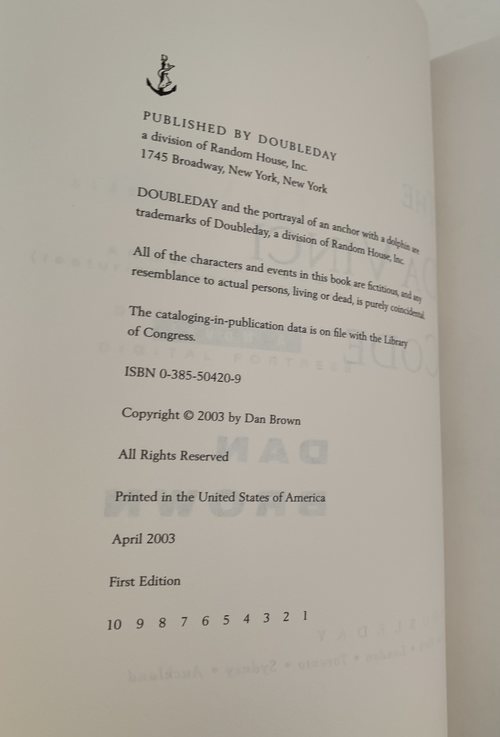 PUBLISHED BY DOUBLEDAY
a division of Random House, Inc.
1745 Broadway, New York, New York
DOUBLEDAY and the portrayal of an anchor with a dolphin are
trademarks of Doubleday, a division of Random House, Inc.
All of the characters and events in this book are fictitious, and any
resemblance to actual persons, living or dead, is purely coincidental.
The cataloging-in-publication data is on file with the Library
of Congress.
ISBN 0-385-50420-9
Copyright © 2003 by Dan Brown
All Rights Reserved
Printed in the United States of America
April 2003
First Edition
10 9 8 7 6 5 4 3 2 1